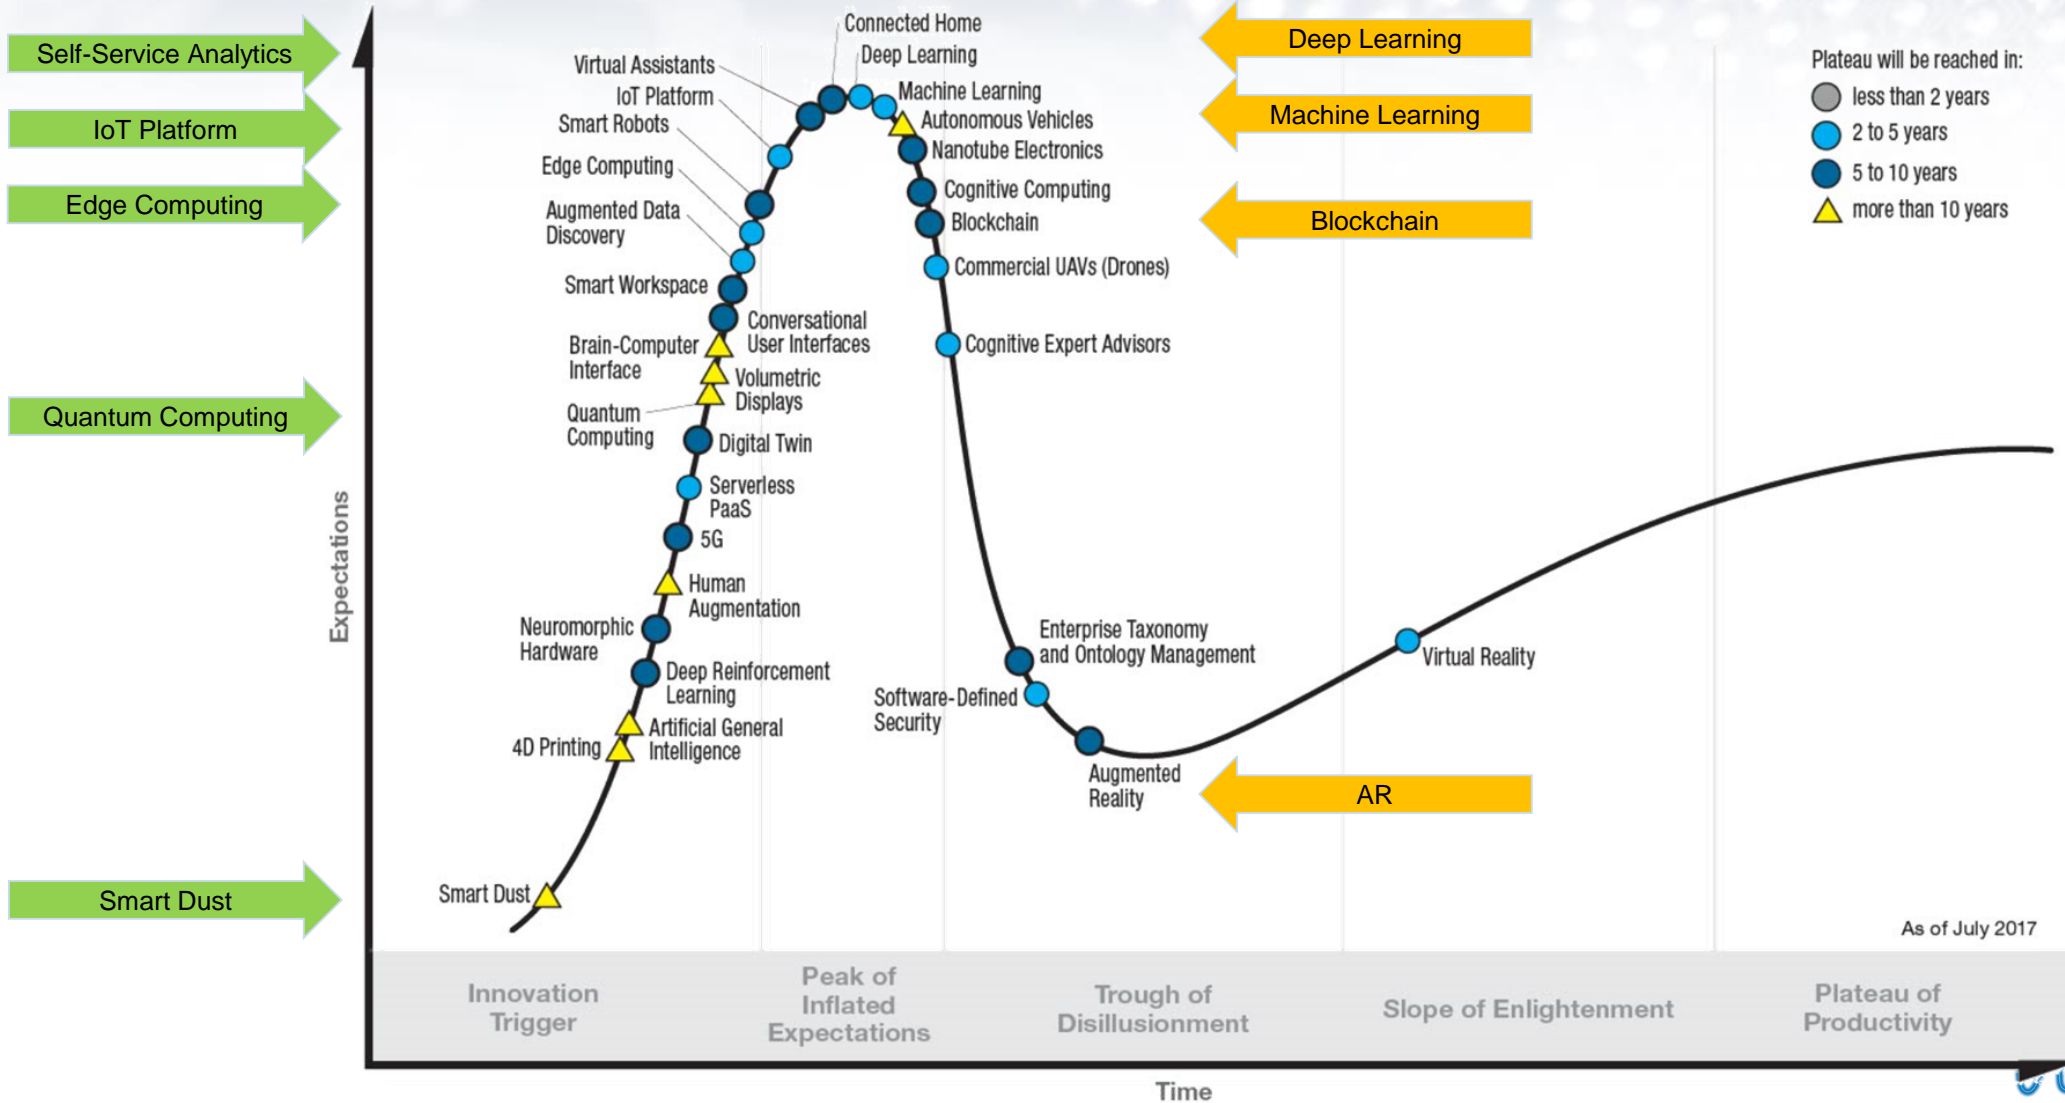 Self-Service Analytics
IoT Platform
Edge Computing
Quantum Computing
Smart Dust
Expectations
Connected Home
Deep Learning
Virtual Assistants
IoT Platform
Machine Learning
Smart Robots
Autonomous Vehicles
Nanotube Electronics
Edge Computing
Cognitive Computing
Augmented Data
Discovery
Blockchain
Commercial UAVs (Drones)
Smart Workspace
Conversational
User Interfaces
Brain-Computer
Interface
Cognitive Expert Advisors
Volumetric
Displays
Quantum
Computing
Digital Twin
Serverless
PaaS
5G
Human
Augmentation
Neuromorphic
Hardware
Deep Reinforcement
Learning
Artificial General
Intelligence
4D Printing
Smart Dust
Enterprise Taxonomy
and Ontology Management
Software-Defined
Security
Augmented
Reality
Virtual Reality
Deep Learning
Machine Learning
Blockchain
AR
Plateau will be reached in:
less than 2 years
2 to 5 years
5 to 10 years
more than 10 years
As of July 2017
Innovation
Trigger
Peak of
Inflated
Expectations
Trough of
Disillusionment
Slope of Enlightenment
Plateau of
Productivity
Time